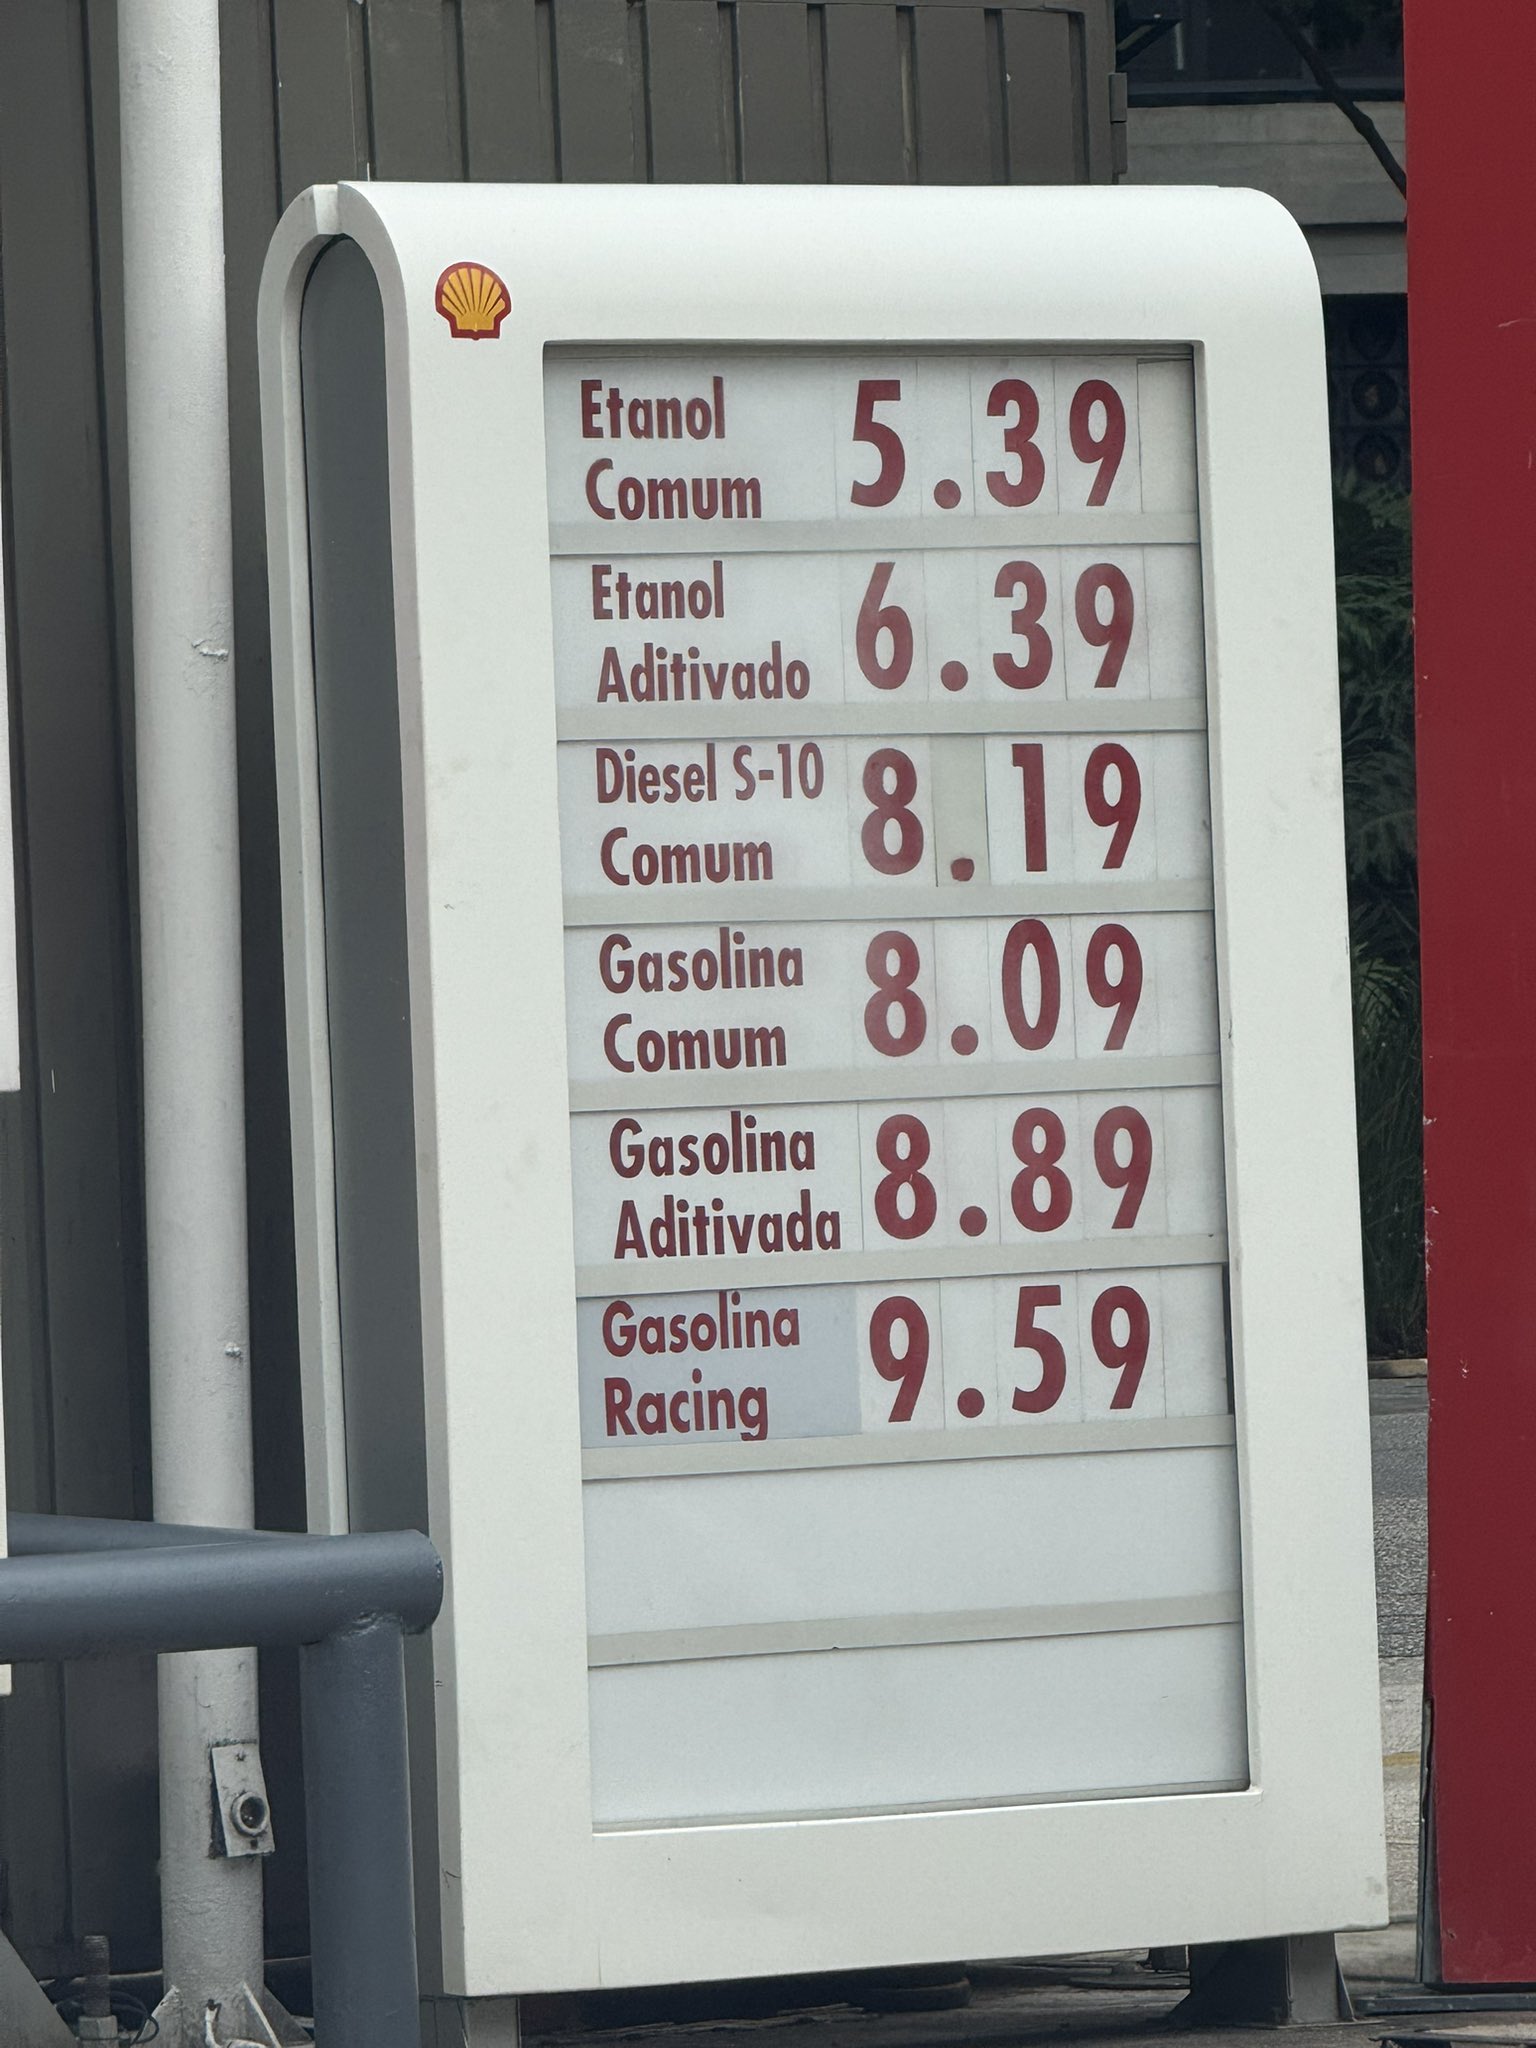 Etanol
Comum 5.39
Etanol
Aditivado 6.39
Diesel S-10
Comum 8.19
Gasolina
Comum 8.09
Gasolina
Aditivada 8.89
Gasolina
Racing 9.59